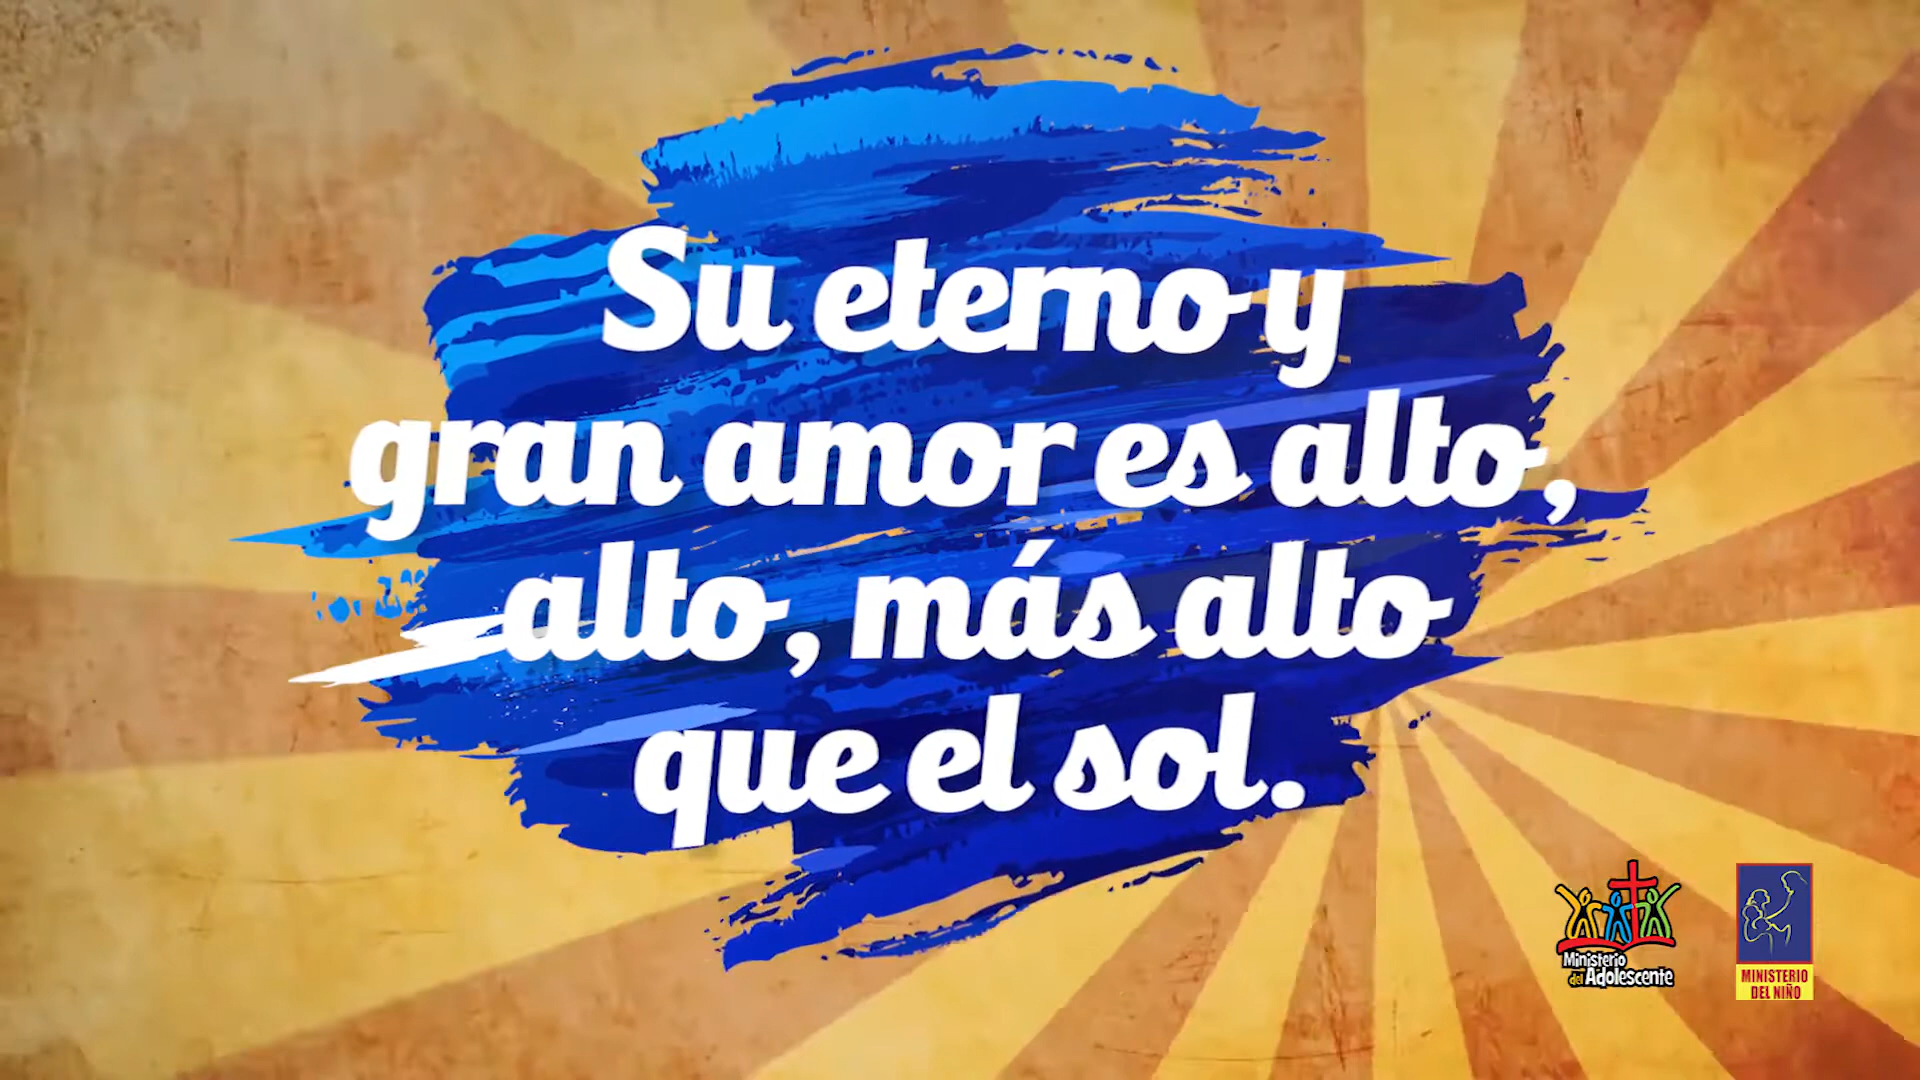 Su eterno y
gran amor es alto,
alto, más alto
que el sol.
Ministerio
del Adolescente
MINISTERIO
DEL NIÑO